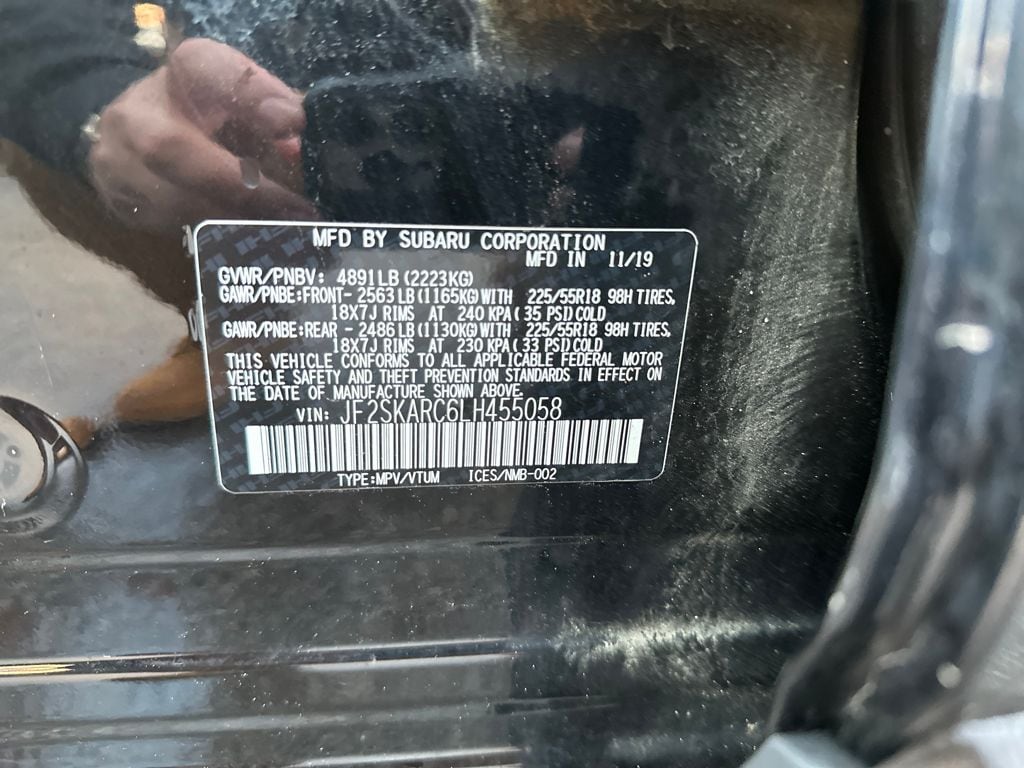 MFD BY SUBARU CORPORATION
MFD IN 11/19
GVWR/PNBV: 4891LB (2223KG)
GAWR/PNBE:FRONT- 2563 LB (1165KG) WITH 225/55R18 98H TIRES,
18X7J RIMS AT 240 KPA ( 35 PSI) COLD
GAWR/PNBE:REAR - 2486 LB (1130KG) WITH 225/55R18 98H TIRES,
18X7J RIMS AT 230 KPA ( 33 PSI) COLD
THIS VEHICLE CONFORMS TO ALL APPLICABLE FEDERAL MOTOR
VEHICLE SAFETY AND THEFT PREVENTION STANDARDS IN EFFECT ON
THE DATE OF MANUFACTURE SHOWN ABOVE.
VIN: JF2SKARC6LH455058
TYPE:MPV/VTUM ICES/NMB-002